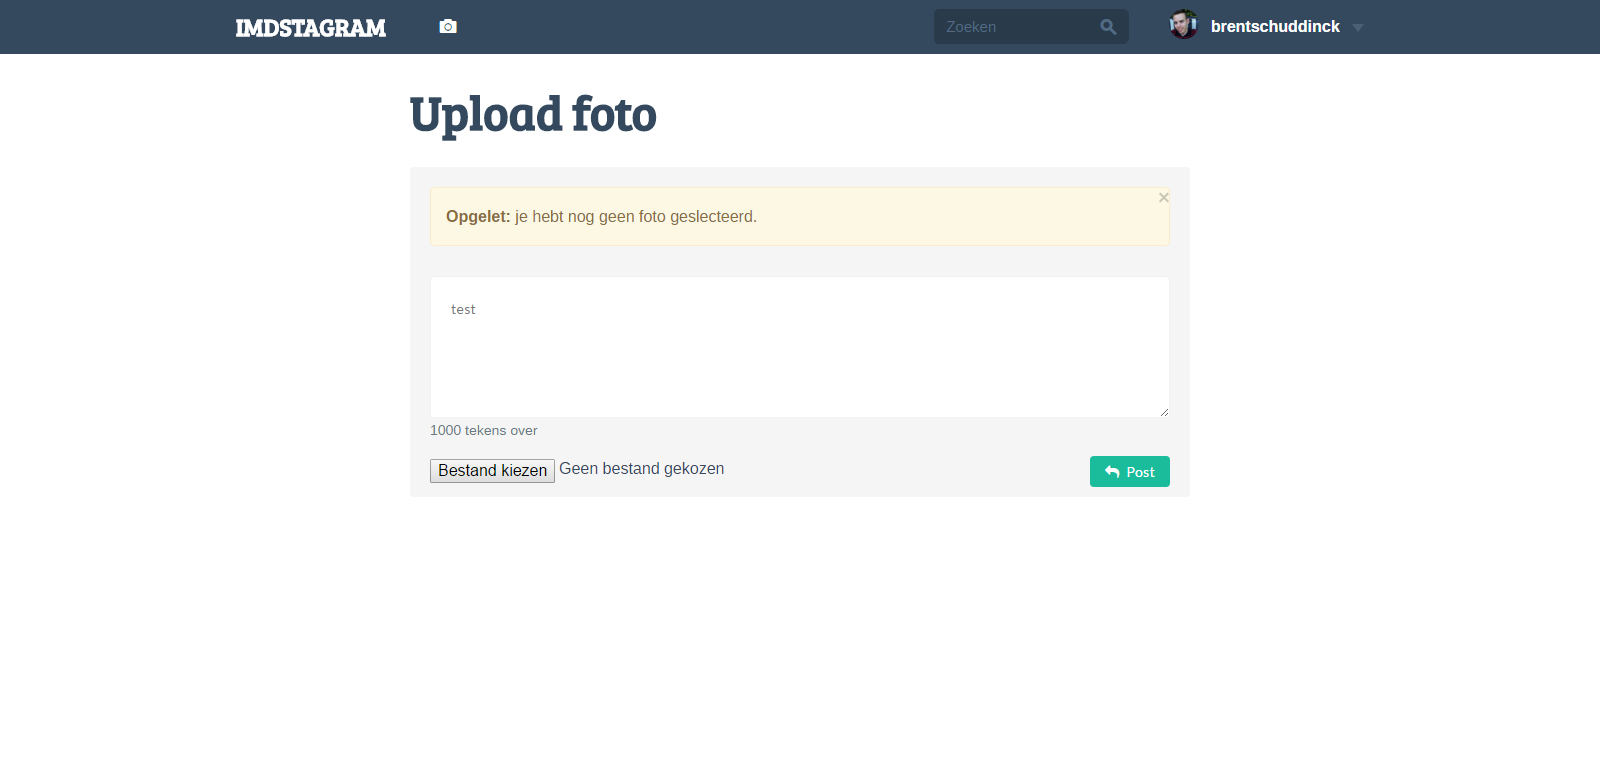 IMDSTAGRAM
Zoeken
brentschuddinck
Upload foto
×
Opgelet: je hebt nog geen foto geslecteerd.
test
1000 tekens over
Bestand kiezen Geen bestand gekozen
Post